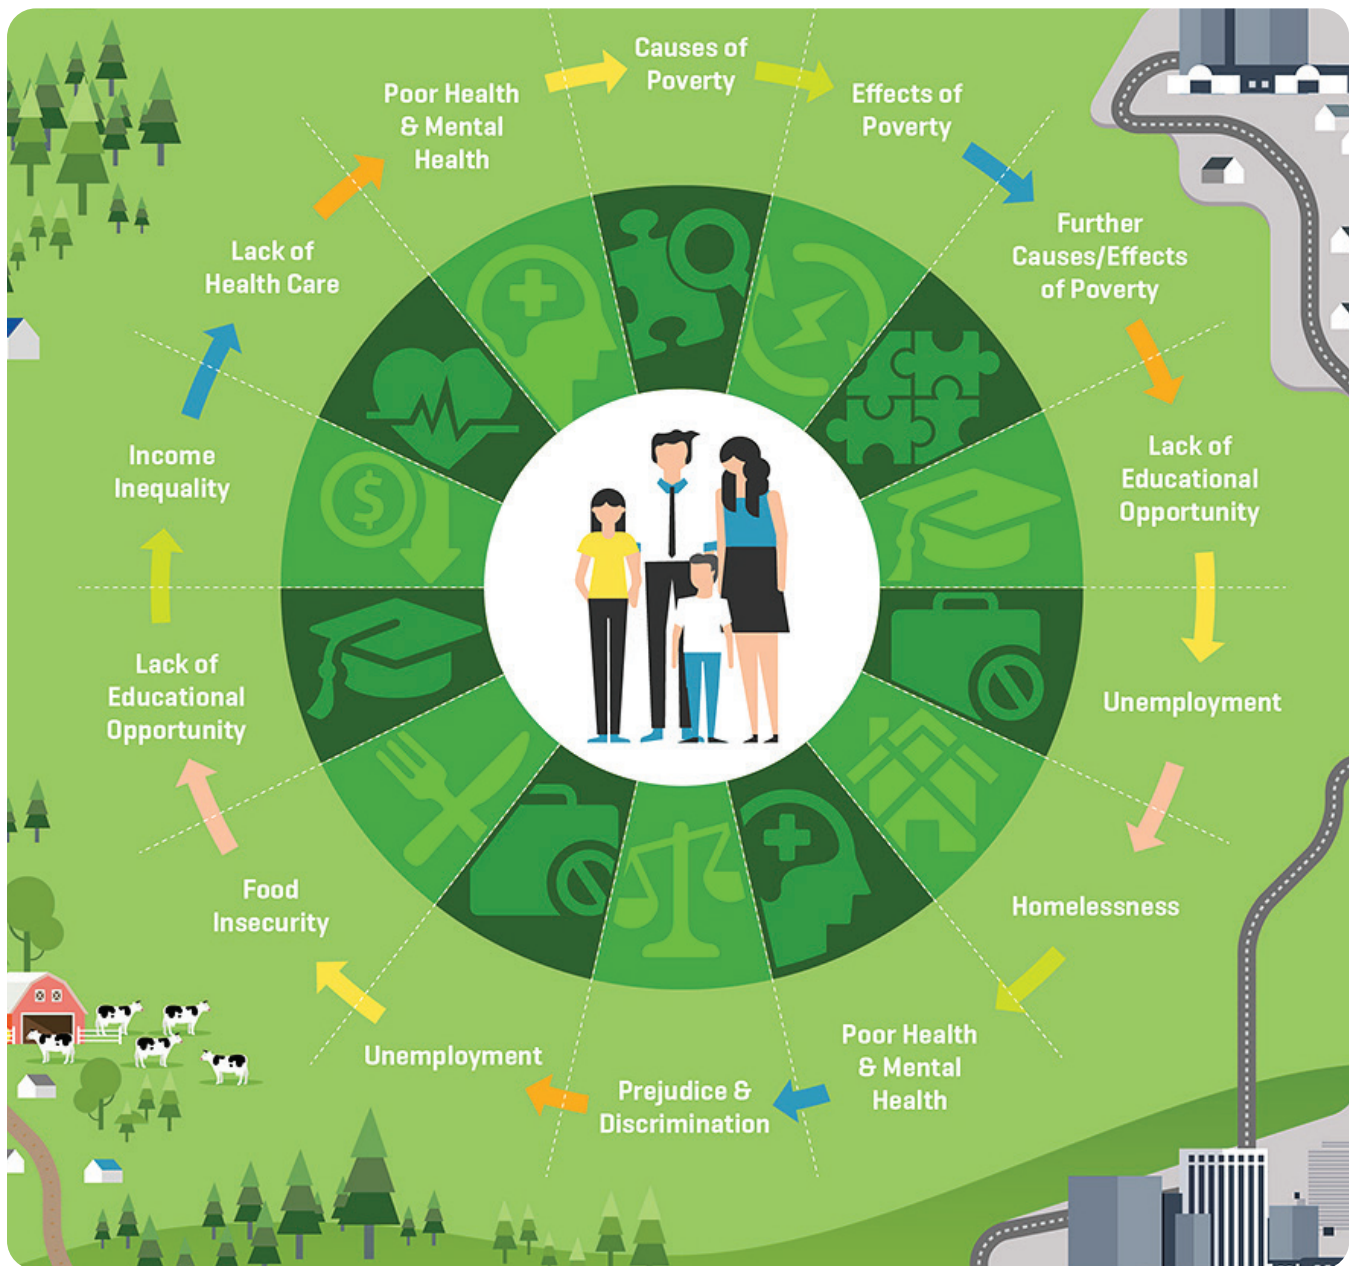 Causes of
Poverty
Effects of
Poverty
Further
Causes/Effects
of Poverty
Lack of
Educational
Opportunity
Unemployment
Homelessness
Poor Health
& Mental
Health
Prejudice &
Discrimination
Unemployment
Food
Insecurity
Lack of
Educational
Opportunity
Income
Inequality
Lack of
Health Care
Poor Health
& Mental
Health
$